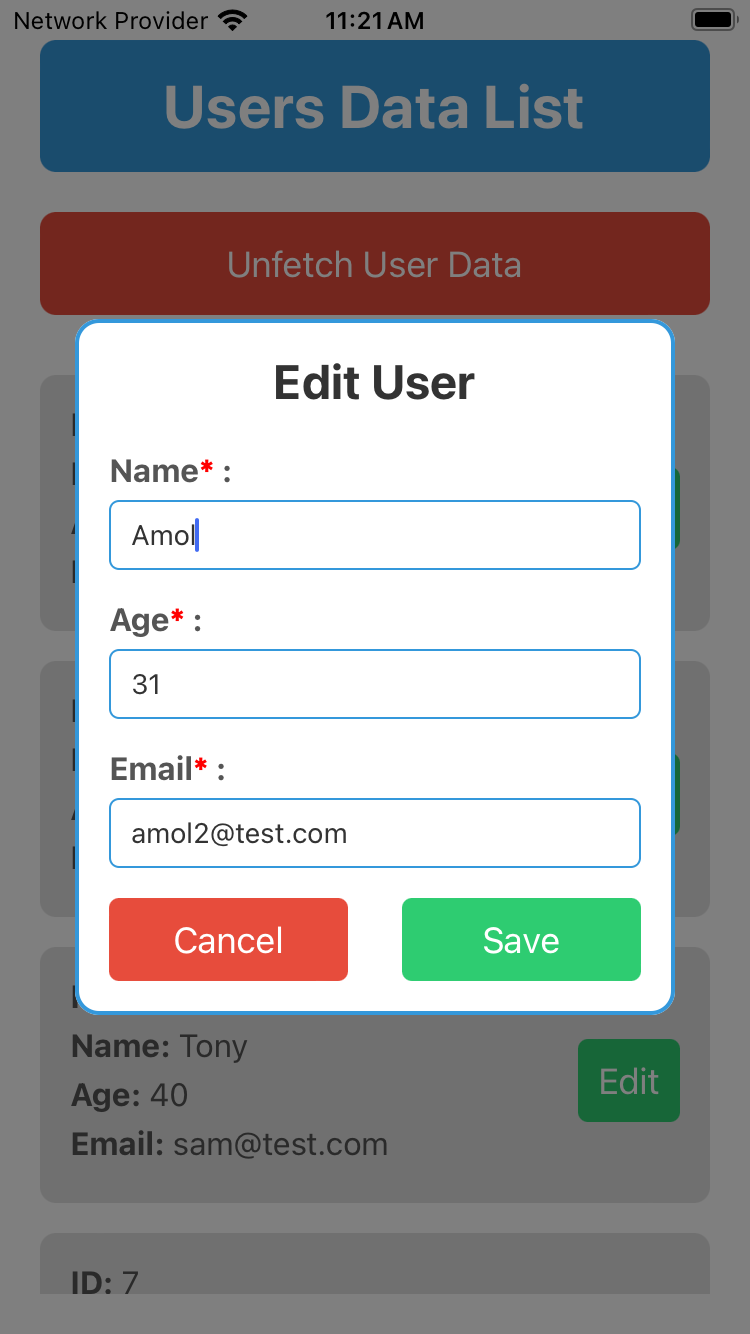 Network Provider 11:21 AM
Users Data List
Unfetch User Data
Edit User
Name* :
Amol
Age* :
31
Email* :
amol2@test.com
Cancel Save
Name: Tony
Age: 40
Edit
Email: sam@test.com
ID: 7